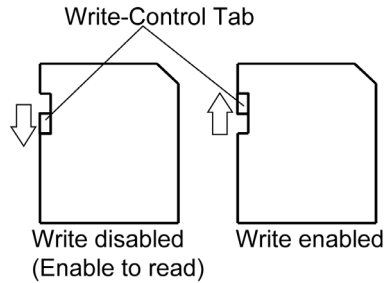 Write-Control Tab
Write disabled
(Enable to read)
Write enabled